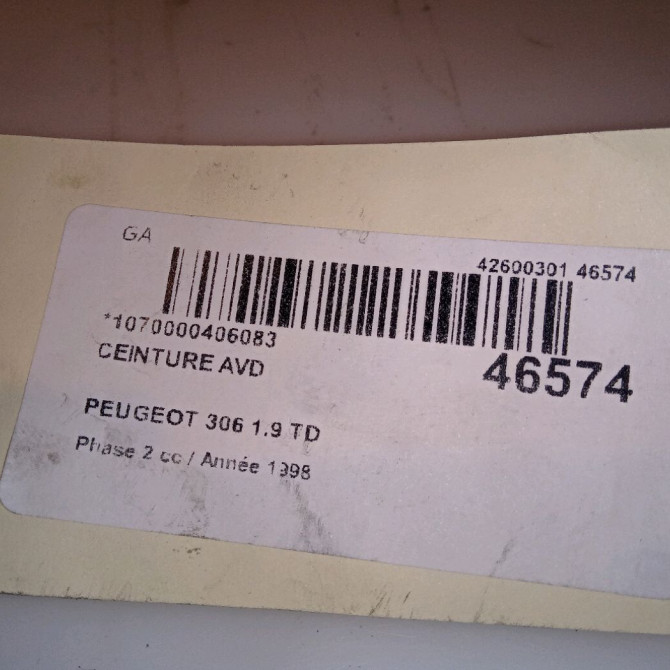 GA
42600301 46574
*1070000406083
CEINTURE AVD
46574
PEUGEOT 306 1.9 TD
Phase 2 cc / Année 1998